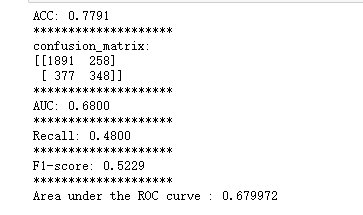 ACC: 0.7791
********************
confusion_matrix:
[[1891  258]
 [ 377  348]]
********************
AUC: 0.6800
********************
Recall: 0.4800
********************
F1-score: 0.5229
********************
Area under the ROC curve : 0.679972